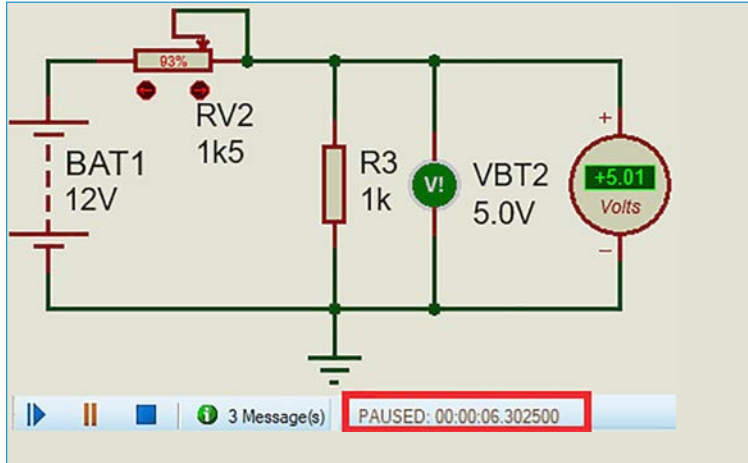 93%
RV2
1k5
BAT1
12V
R3
1k
V!
VBT2
5.0V
+
+5.01
Volts
−
3 Message(s)
PAUSED: 00:00:06.302500